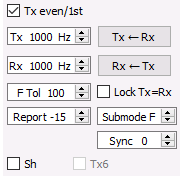 Tx even/1st
Tx 1000 Hz Tx ← Rx
Rx 1000 Hz Rx ← Tx
F Tol 100 Lock Tx=Rx
Report -15 Submode F
Sync 0
Sh Tx6